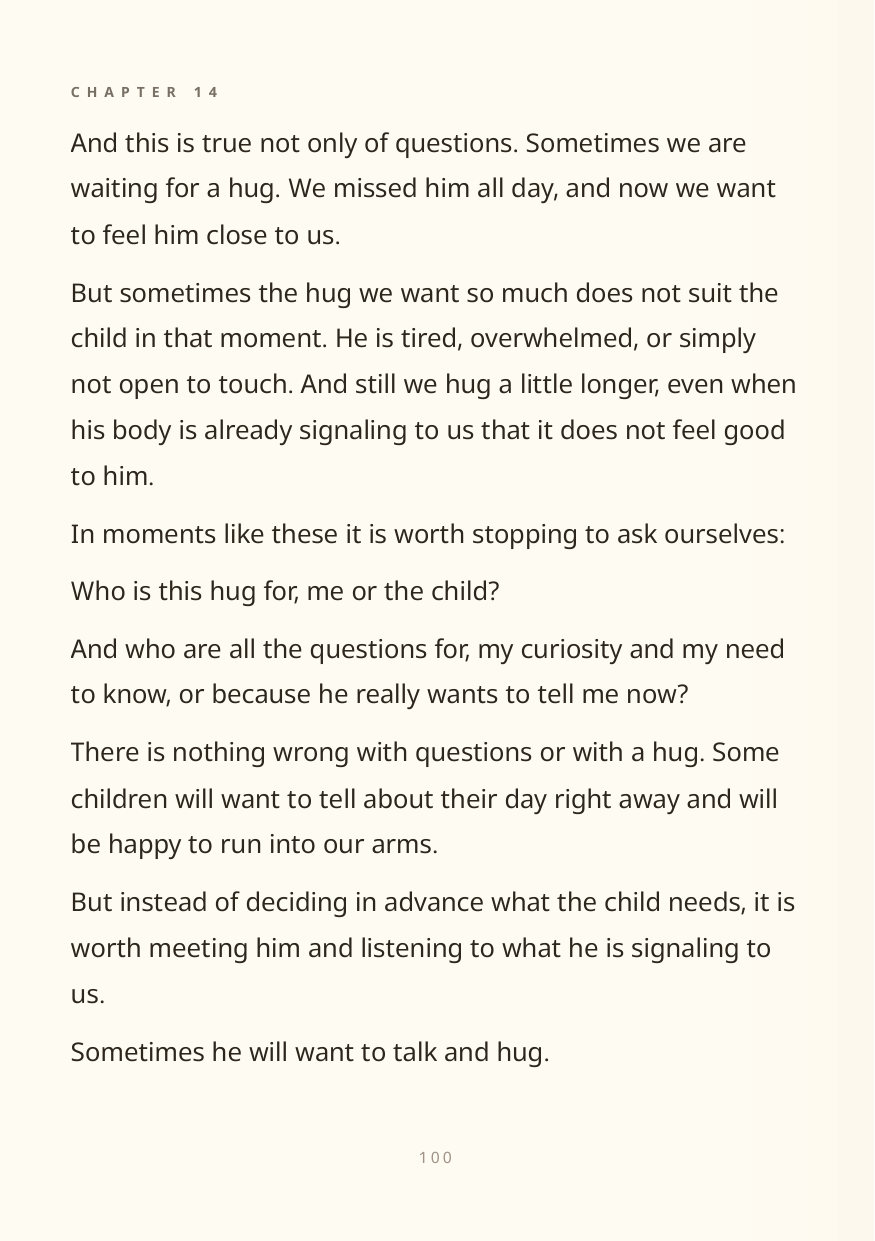 CHAPTER 14
And this is true not only of questions. Sometimes we are
waiting for a hug. We missed him all day, and now we want
to feel him close to us.
But sometimes the hug we want so much does not suit the
child in that moment. He is tired, overwhelmed, or simply
not open to touch. And still we hug a little longer, even when
his body is already signaling to us that it does not feel good
to him.
In moments like these it is worth stopping to ask ourselves:
Who is this hug for, me or the child?
And who are all the questions for, my curiosity and my need
to know, or because he really wants to tell me now?
There is nothing wrong with questions or with a hug. Some
children will want to tell about their day right away and will
be happy to run into our arms.
But instead of deciding in advance what the child needs, it is
worth meeting him and listening to what he is signaling to
us.
Sometimes he will want to talk and hug.
100